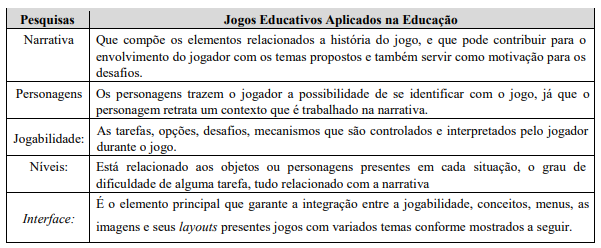 Pesquisas Jogos Educativos Aplicados na Educação
Narrativa Que compõe os elementos relacionados a história do jogo, e que pode contribuir para o
envolvimento do jogador com os temas propostos e também servir como motivação para os
desafios.
Personagens Os personagens trazem o jogador a possibilidade de se identificar com o jogo, já que o
personagem retrata um contexto que é trabalhado na narrativa.
Jogabilidade: As tarefas, opções, desafios, mecanismos que são controlados e interpretados pelo jogador
durante o jogo.
Níveis: Está relacionado aos objetos ou personagens presentes em cada situação, o grau de
dificuldade de alguma tarefa, tudo relacionado com a narrativa
Interface: É o elemento principal que garante a integração entre a jogabilidade, conceitos, menus, as
imagens e seus layouts presentes jogos com variados temas conforme mostrados a seguir.